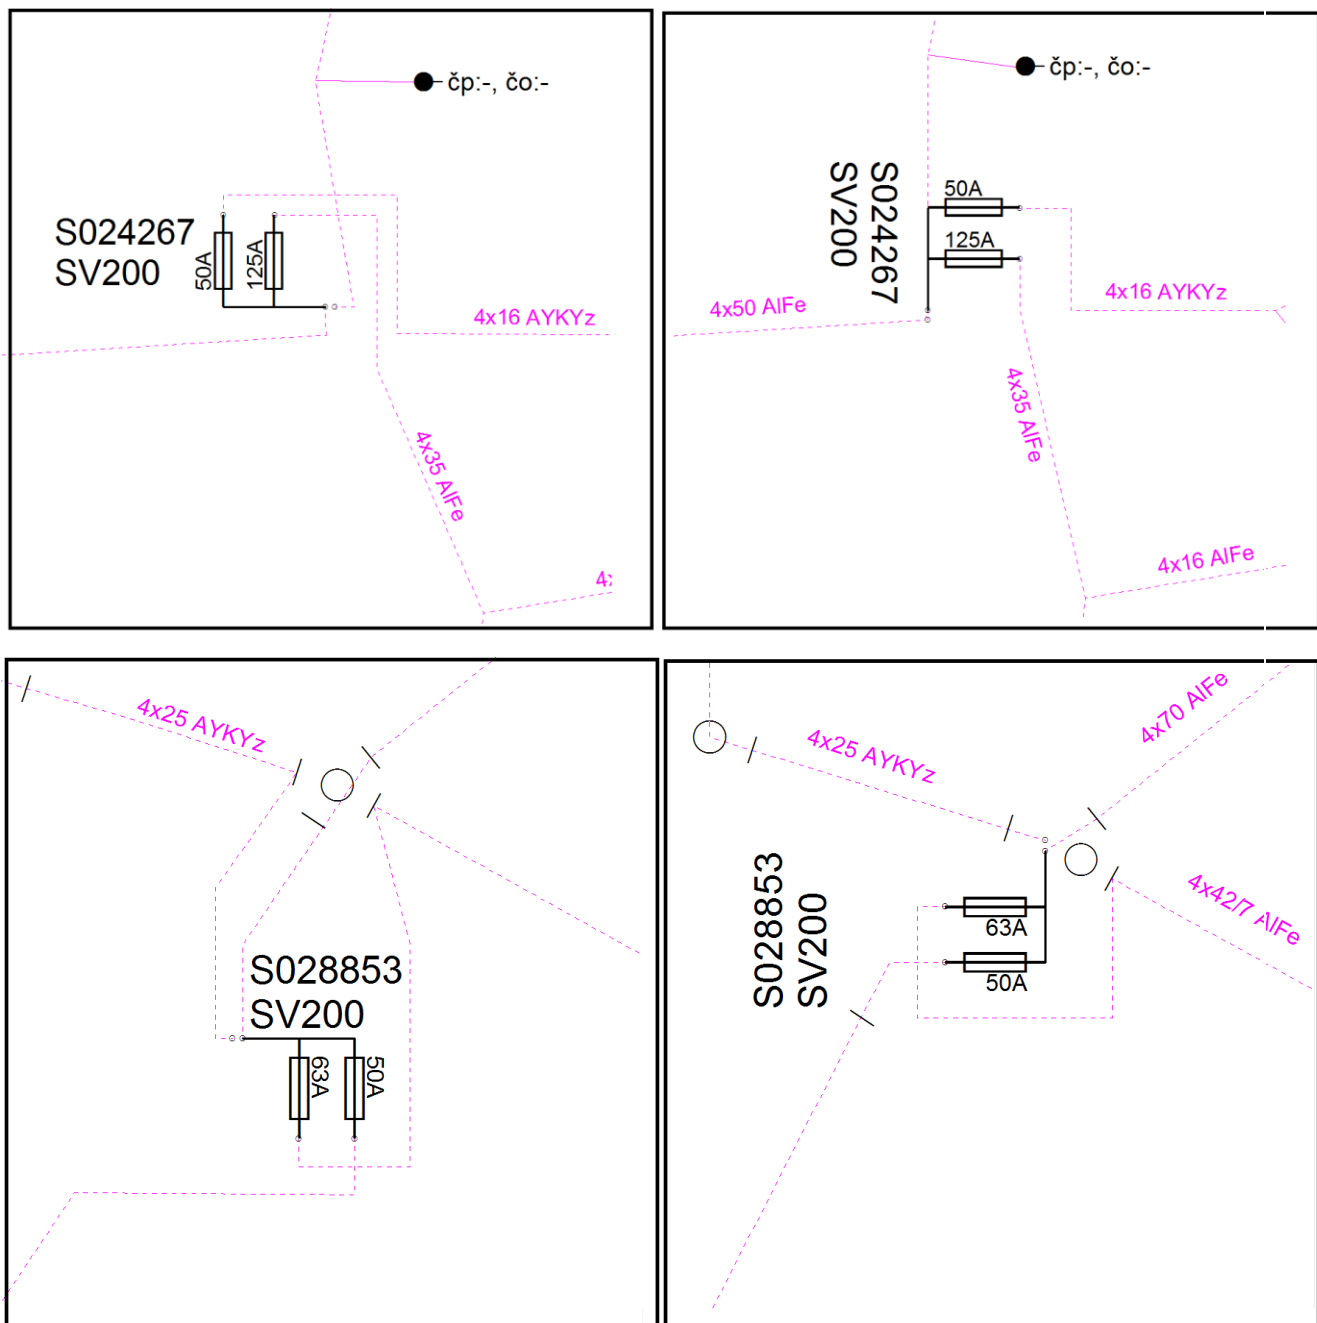 čp:-, čo:-
S024267
SV200
50A
125A
4x16 AYKYz
4x35 AlFe
čp:-, čo:-
S024267
SV200
50A
125A
4x50 AlFe
4x16 AYKYz
4x35 AlFe
4x16 AlFe
4x25 AYKYz
S028853
SV200
63A
50A
4x25 AYKYz
4x70 AlFe
S028853
SV200
63A
50A
4x42/7 AlFe